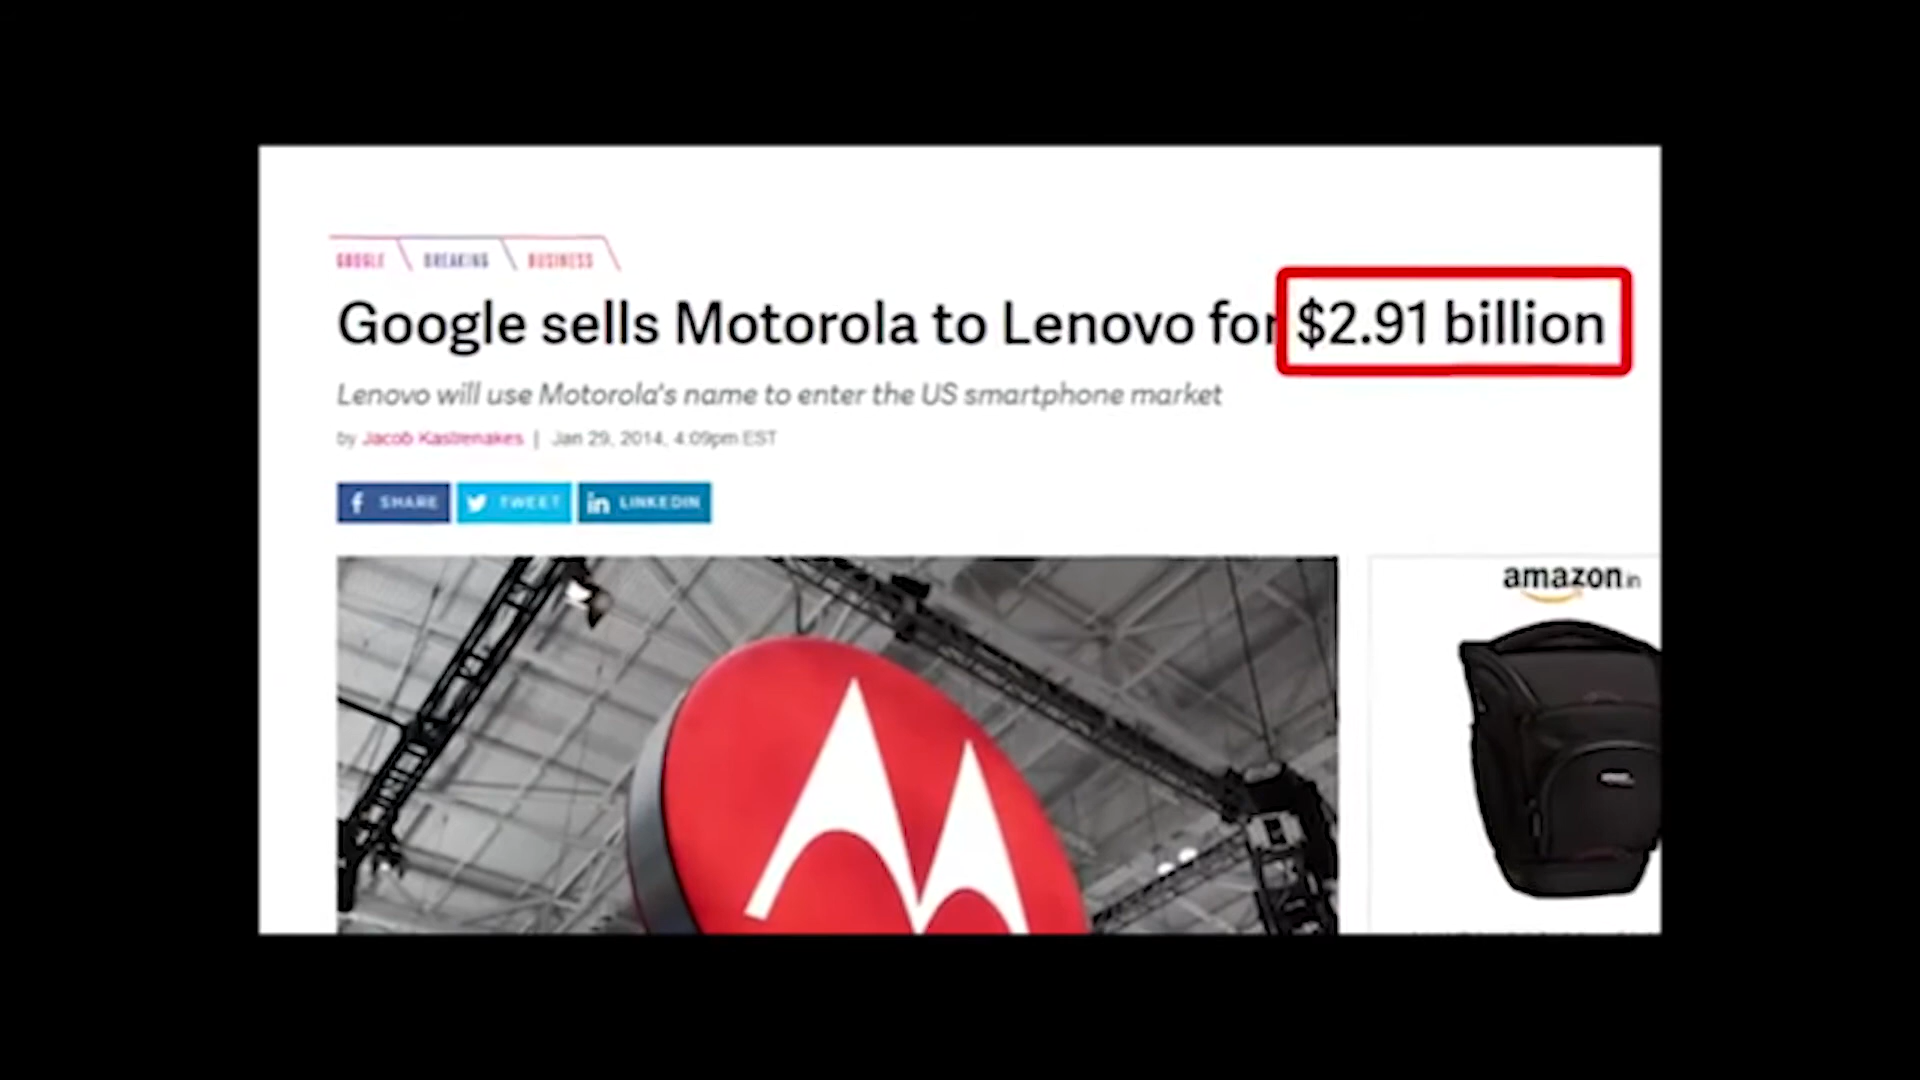 GOOGLE BREAKING BUSINESS
Google sells Motorola to Lenovo for $2.91 billion
Lenovo will use Motorola's name to enter the US smartphone market
by Jacob Kastrenakes | Jan 29, 2014, 4:09pm EST
f SHARE TWEET in LINKEDIN
amazon.in